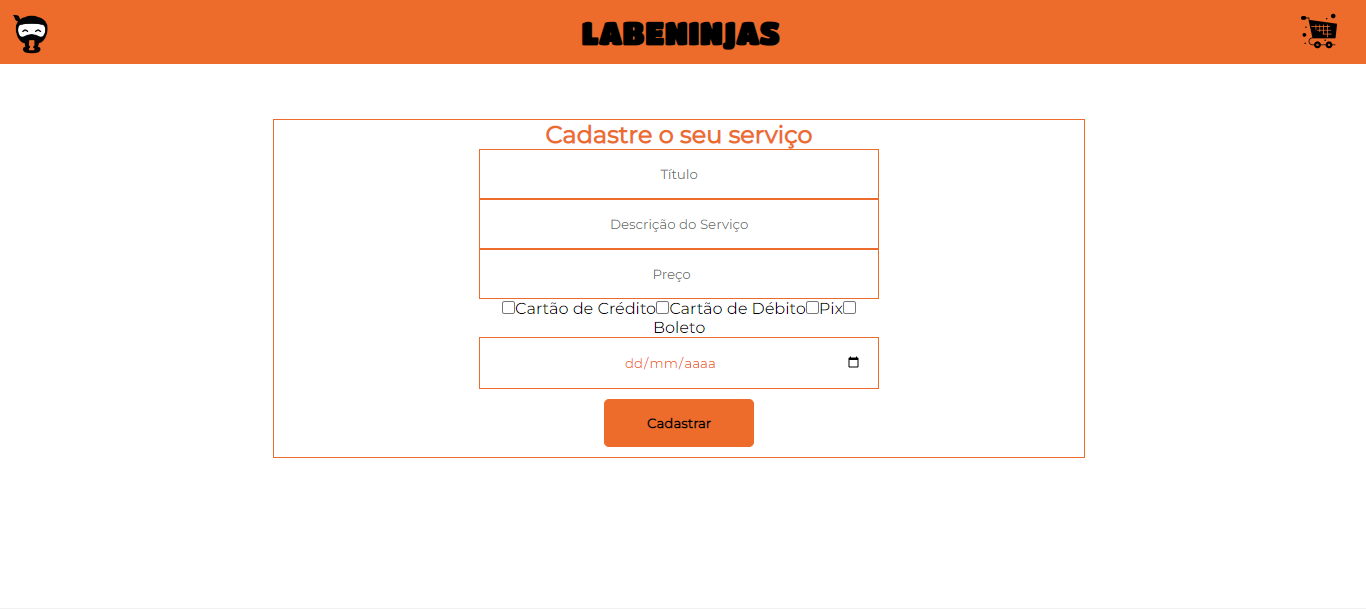 LABENINJAS
Cadastre o seu serviço
Título
Descrição do Serviço
Preço
Cartão de Crédito Cartão de Débito Pix
Boleto
dd/mm/aaaa
Cadastrar